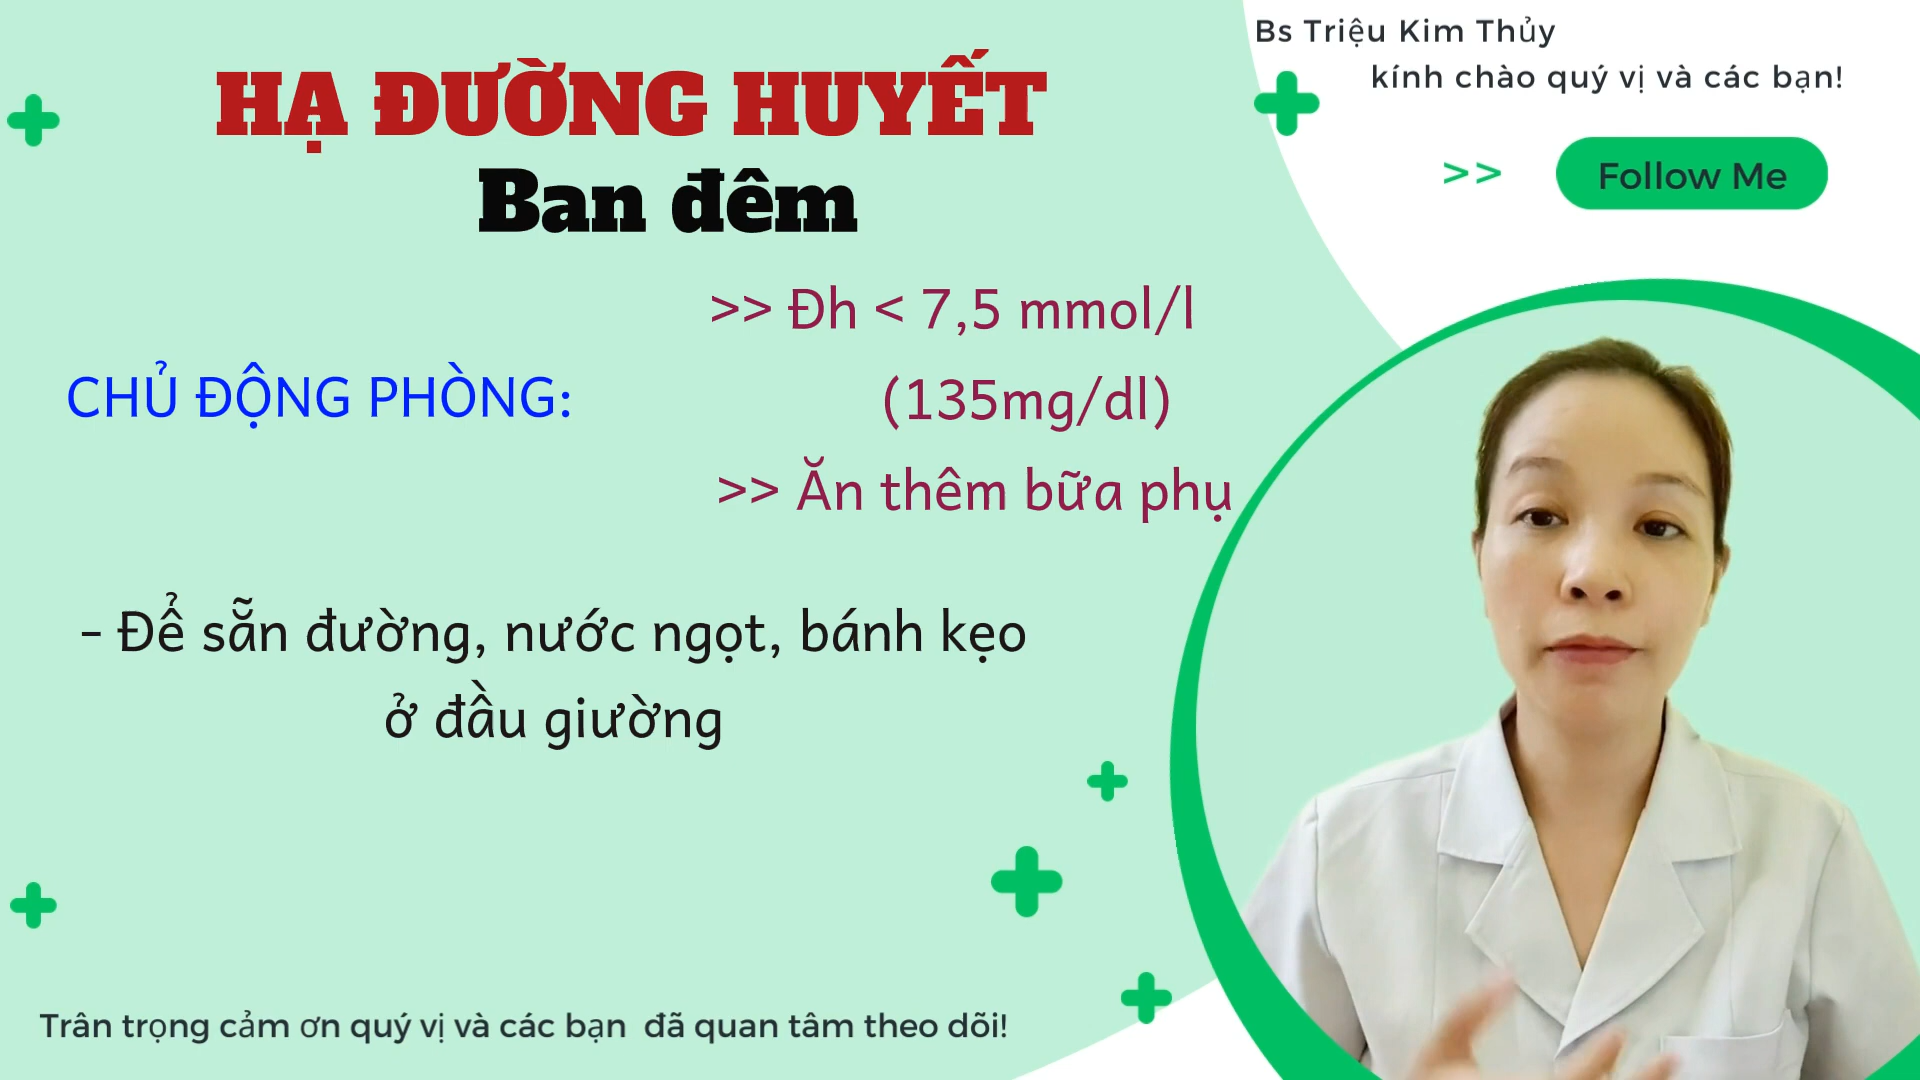 Bs Triệu Kim Thủy
kính chào quý vị và các bạn!
>> Follow Me
HẠ ĐƯỜNG HUYẾT
Ban đêm
>> Đh < 7,5 mmol/l
CHỦ ĐỘNG PHÒNG:
(135mg/dl)
>> Ăn thêm bữa phụ
- Để sẵn đường, nước ngọt, bánh kẹo
ở đầu giường
Trân trọng cảm ơn quý vị và các bạn đã quan tâm theo dõi!